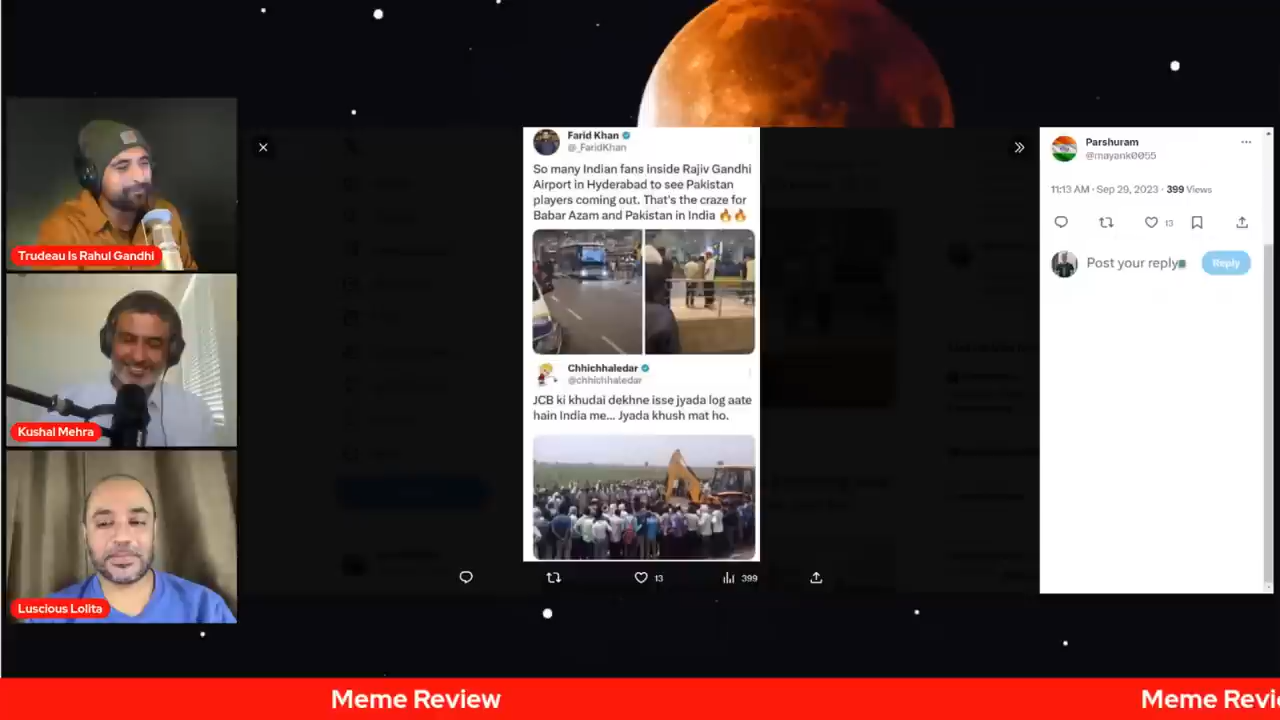 Trudeau Is Rahul Gandhi
Kushal Mehra
Luscious Lolita
Farid Khan
@_FaridKhan
So many Indian fans inside Rajiv Gandhi
Airport in Hyderabad to see Pakistan
players coming out. That's the craze for
Babar Azam and Pakistan in India 🔥🔥
Chhichhaledar
@chhichhaledar
JCB ki khudai dekhne isse jyada log aate
hain India me... Jyada khush mat ho.
13
399
Parshuram
@mayank0055
11:13 AM · Sep 29, 2023 · 399 Views
13
Post your reply
Reply
Meme Review
Meme Revie